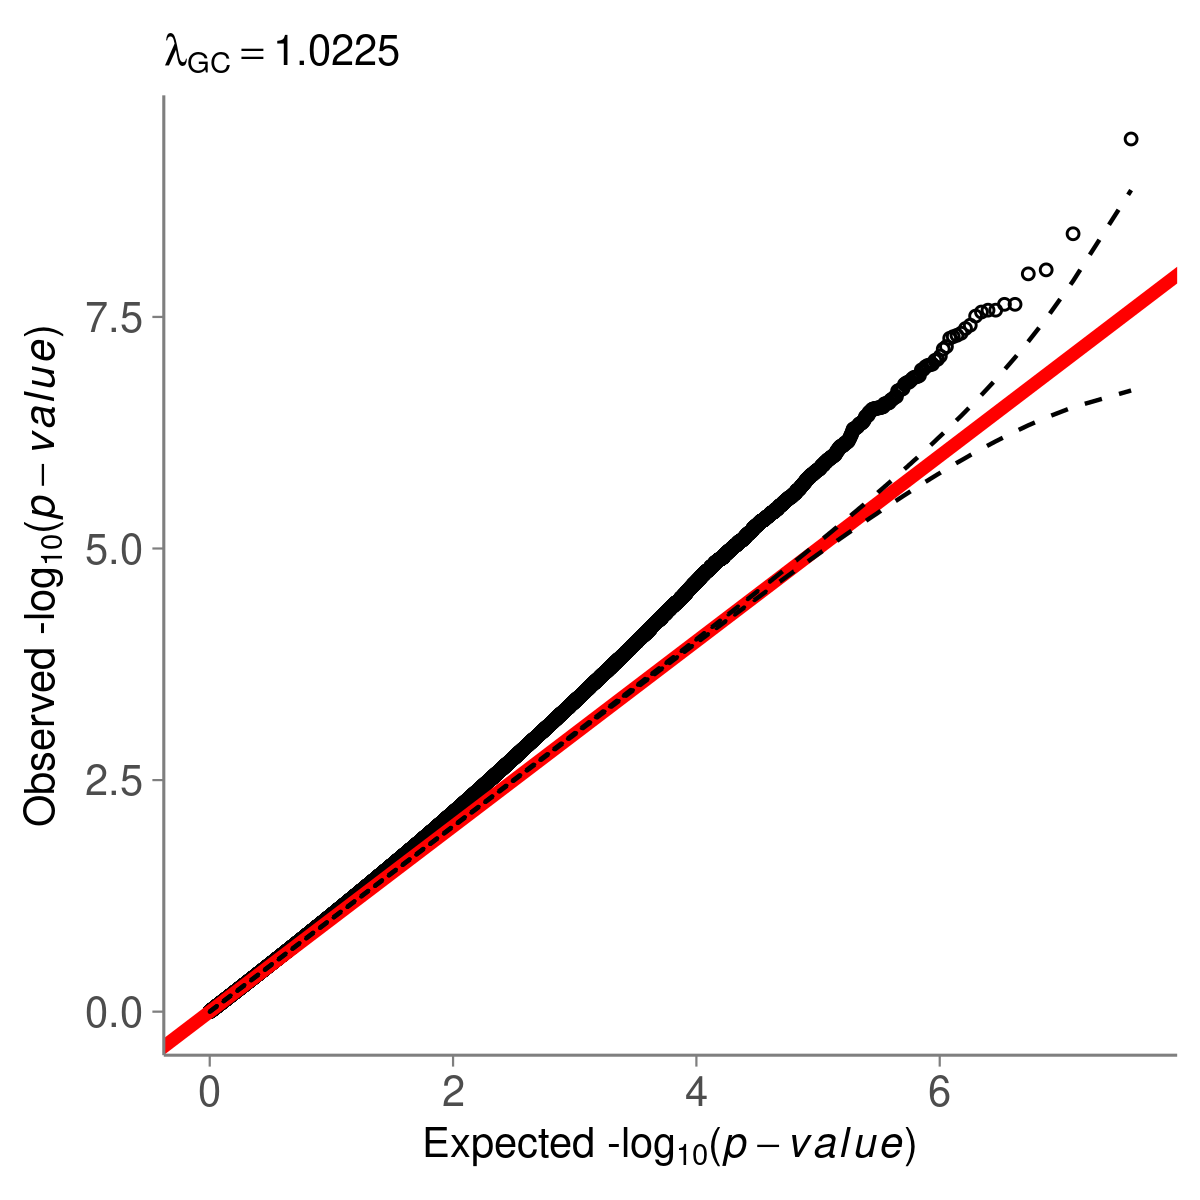 λGC = 1.0225
Observed -log10(p − value)
7.5
5.0
2.5
0.0
0 2 4 6
Expected -log10(p − value)